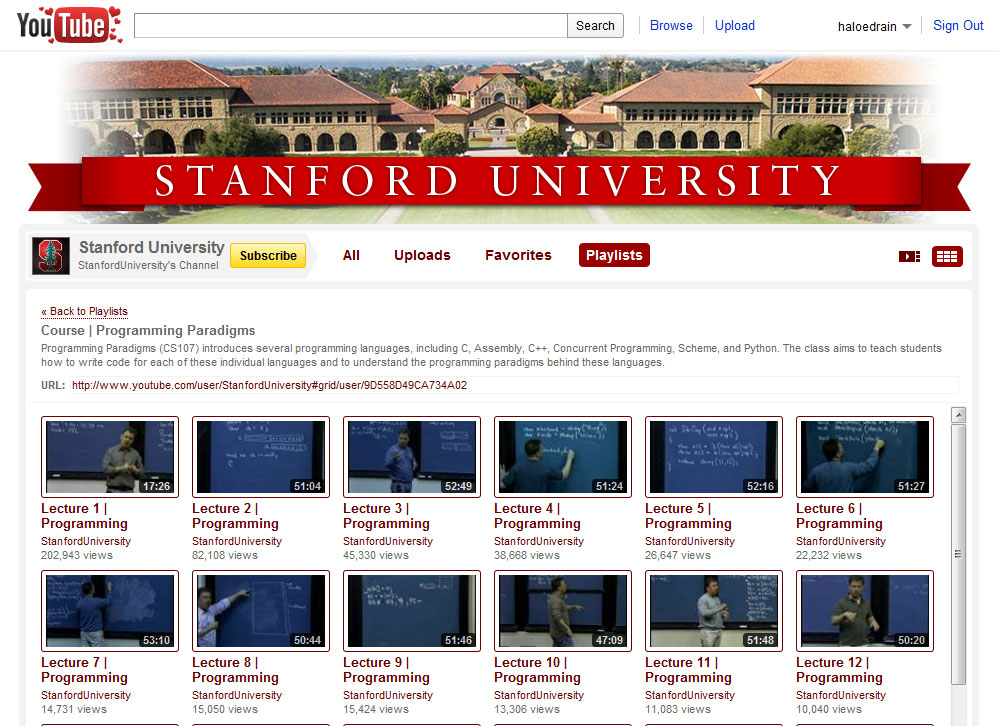 YouTube
Search
Browse
Upload
haloedrain
Sign Out
STANFORD UNIVERSITY
Stanford University
StanfordUniversity's Channel
Subscribe
All
Uploads
Favorites
Playlists
« Back to Playlists
Course | Programming Paradigms
Programming Paradigms (CS107) introduces several programming languages, including C, Assembly, C++, Concurrent Programming, Scheme, and Python. The class aims to teach students
how to write code for each of these individual languages and to understand the programming paradigms behind these languages.
URL: http://www.youtube.com/user/StanfordUniversity#grid/user/9D558D49CA734A02
17:26
51:04
52:49
51:24
52:16
51:27
Lecture 1 |
Programming
StanfordUniversity
202,943 views
Lecture 2 |
Programming
StanfordUniversity
82,108 views
Lecture 3 |
Programming
StanfordUniversity
45,330 views
Lecture 4 |
Programming
StanfordUniversity
38,668 views
Lecture 5 |
Programming
StanfordUniversity
26,647 views
Lecture 6 |
Programming
StanfordUniversity
22,232 views
53:10
50:44
51:46
47:09
51:48
50:20
Lecture 7 |
Programming
StanfordUniversity
14,731 views
Lecture 8 |
Programming
StanfordUniversity
15,050 views
Lecture 9 |
Programming
StanfordUniversity
15,424 views
Lecture 10 |
Programming
StanfordUniversity
13,306 views
Lecture 11 |
Programming
StanfordUniversity
11,083 views
Lecture 12 |
Programming
StanfordUniversity
10,040 views